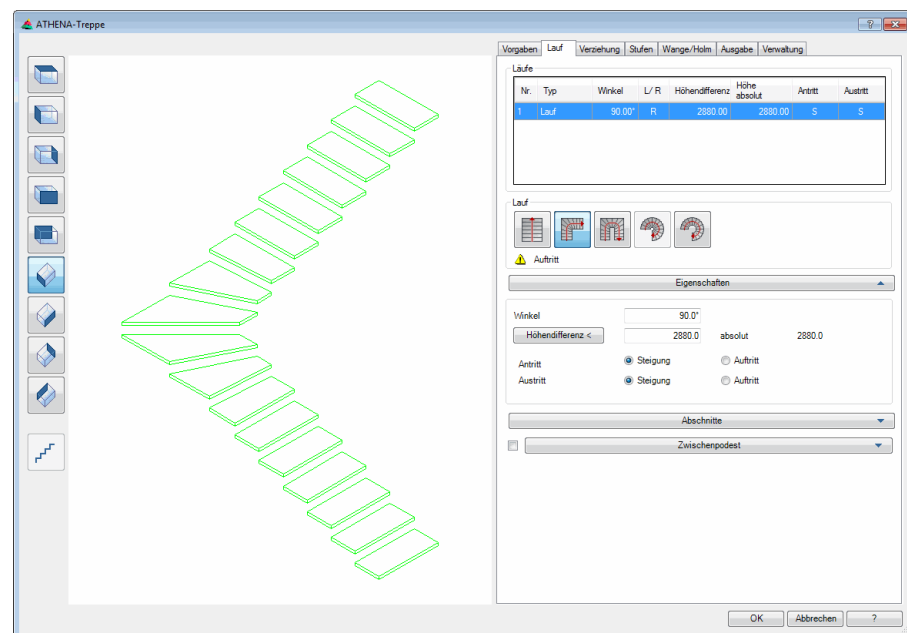 ATHENA-Treppe
Vorgaben Lauf Verziehung Stufen Wange/Holm Ausgabe Verwaltung
Läufe
Nr. Typ Winkel L/ R Höhendifferenz Höhe absolut Antritt Austritt
1 Lauf 90.00° R 2880.00 2880.00 S S
Lauf
Auftritt
Eigenschaften
Winkel 90.0°
Höhendifferenz < 2880.0 absolut 2880.0
Antritt Steigung Auftritt
Austritt Steigung Auftritt
Abschnitte
Zwischenpodest
OK Abbrechen ?